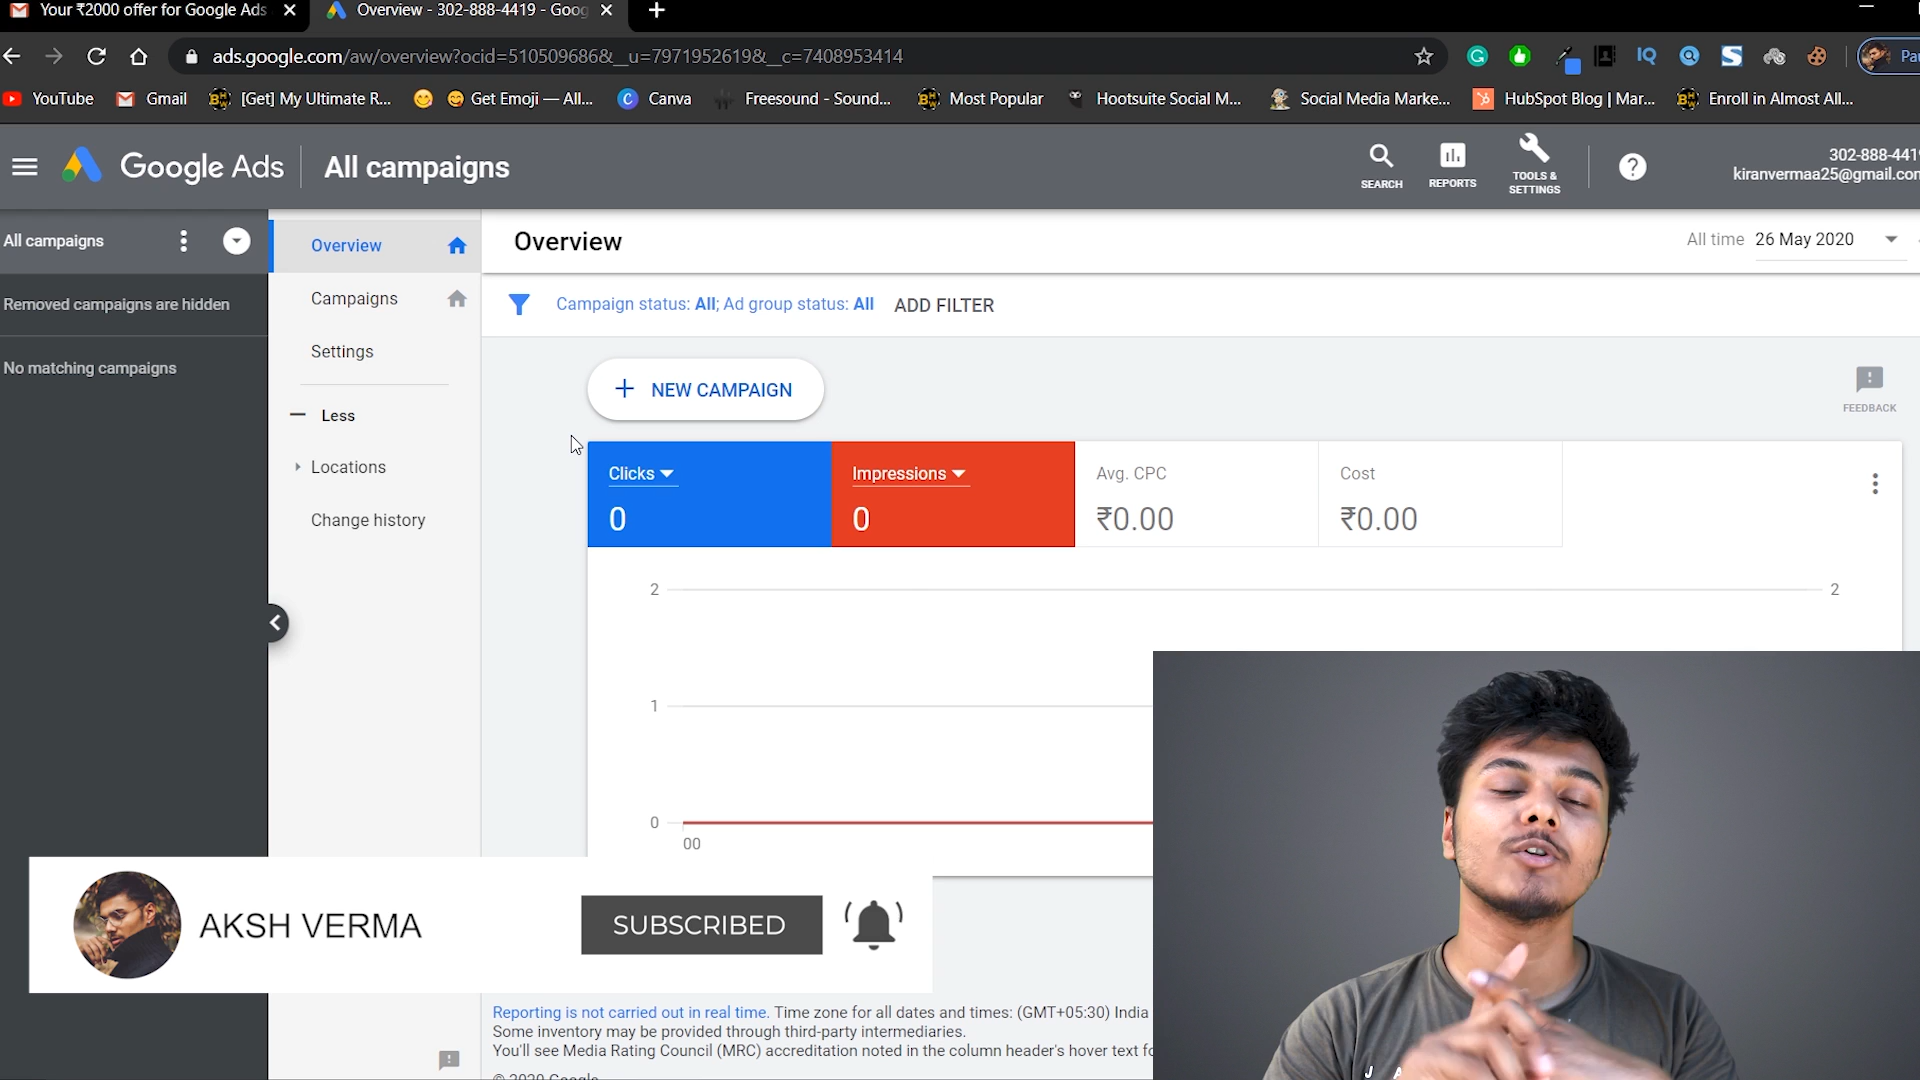 Your ₹2000 offer for Google Ads
Overview - 302-888-4419 - Goog
ads.google.com/aw/overview?ocid=510509686&__u=7971952619&__c=7408953414
YouTube
Gmail
[Get] My Ultimate R...
Get Emoji — All...
Canva
Freesound - Sound...
Most Popular
Hootsuite Social M...
Social Media Marke...
HubSpot Blog | Mar...
Enroll in Almost All...
Google Ads
All campaigns
SEARCH
REPORTS
TOOLS &
SETTINGS
302-888-441
kiranvermaa25@gmail.con
All campaigns
Removed campaigns are hidden
No matching campaigns
Overview
Campaigns
Settings
Less
Locations
Change history
Overview
All time 26 May 2020
Campaign status: All; Ad group status: All ADD FILTER
+ NEW CAMPAIGN
FEEDBACK
Clicks
0
Impressions
0
Avg. CPC
₹0.00
Cost
₹0.00
2
2
1
0
00
AKSH VERMA
SUBSCRIBED
Reporting is not carried out in real time. Time zone for all dates and times: (GMT+05:30) India
Some inventory may be provided through third-party intermediaries.
You'll see Media Rating Council (MRC) accreditation noted in the column header's hover text fo
© 2020 Google
J A